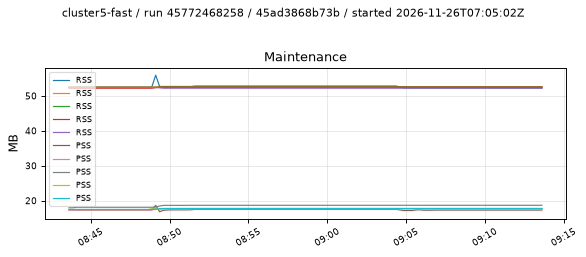 cluster5-fast / run 45772468258 / 45ad3868b73b / started 2026-11-26T07:05:02Z
Maintenance
MB
50
40
30
20
RSS
RSS
RSS
RSS
RSS
PSS
PSS
PSS
PSS
PSS
08:45
08:50
08:55
09:00
09:05
09:10
09:15